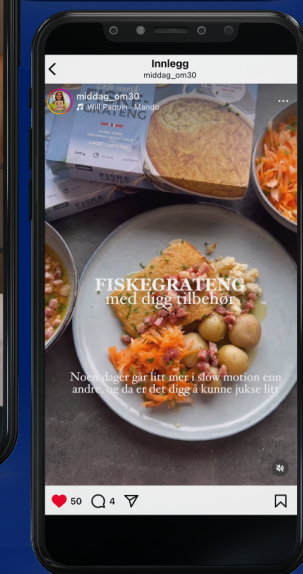 Innlegg
middag_om30
middag_om30
Will Paquin · Mando
GRATENG
FISKEGRATENG
med digg tilbehør
Noen dager går litt mer i slow motion enn
andre, og da er det digg å kunne jukse litt
50
4